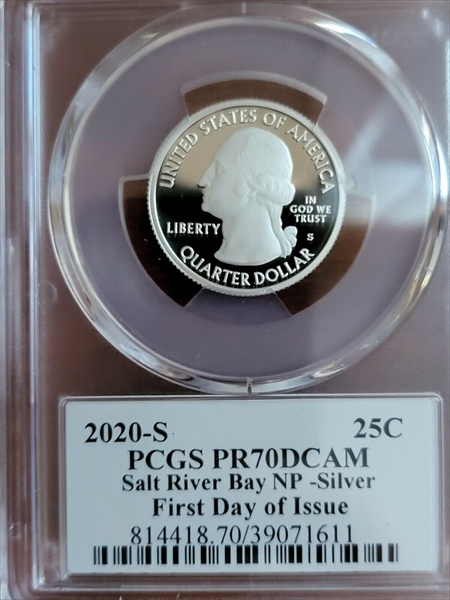 UNITED STATES OF AMERICA
LIBERTY
IN
GOD WE
TRUST
S
QUARTER DOLLAR
2020-S 25C
PCGS PR70DCAM
Salt River Bay NP -Silver
First Day of Issue
814418.70/39071611